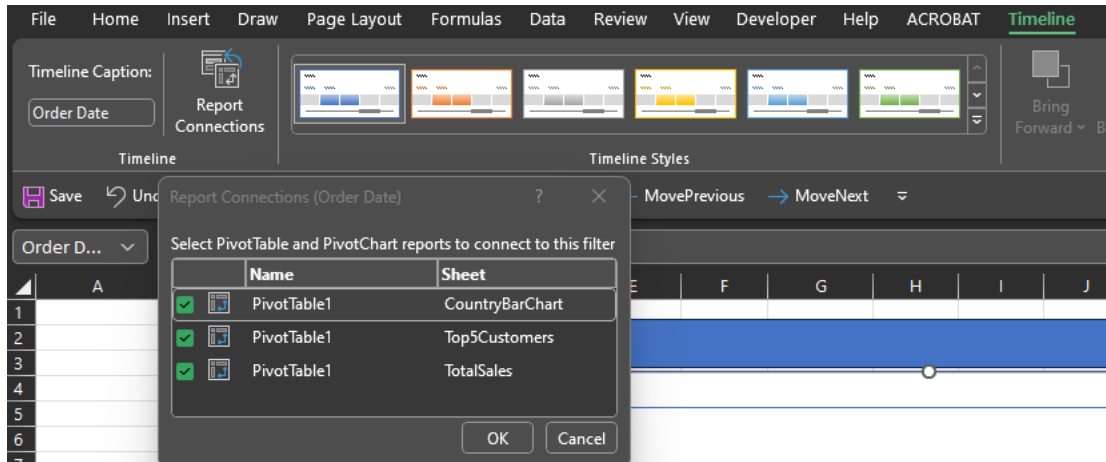 File Home Insert Draw Page Layout Formulas Data Review View Developer Help ACROBAT Timeline
Timeline Caption:
Order Date
Report
Connections
Bring
Forward
Timeline
Timeline Styles
Save
MovePrevious MoveNext
Report Connections (Order Date) ? ×
Order D...
Select PivotTable and PivotChart reports to connect to this filter
Name Sheet
PivotTable1 CountryBarChart
PivotTable1 Top5Customers
PivotTable1 TotalSales
OK Cancel
A F G H I J
1
2
3
4
5
6